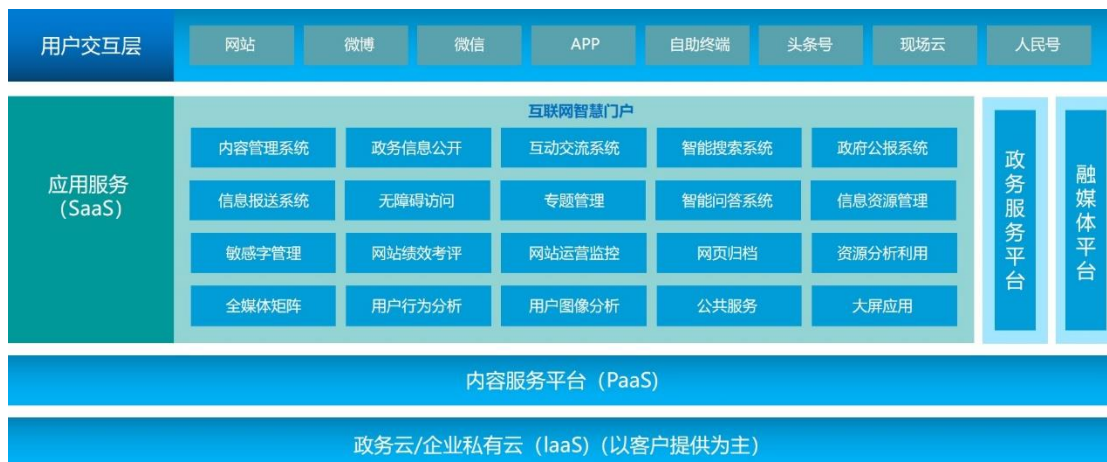 用户交互层
网站 微博 微信 APP 自助终端 头条号 现场云 人民号
应用服务
（SaaS）
互联网智慧门户
内容管理系统 政务信息公开 互动交流系统 智能搜索系统 政府公报系统
信息报送系统 无障碍访问 专题管理 智能问答系统 信息资源管理
敏感字管理 网站绩效考评 网站运营监控 网页归档 资源分析利用
全媒体矩阵 用户行为分析 用户图像分析 公共服务 大屏应用
政务服务平台
融媒体平台
内容服务平台（PaaS)
政务云/企业私有云（IaaS)（以客户提供为主）